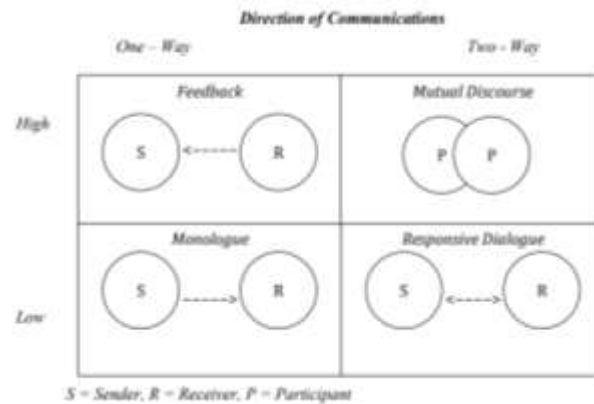 Direction of Communications
One – Way Two - Way
Feedback Mutual Discourse
High
S R P P
Monologue Responsive Dialogue
S R S R
Low
S = Sender, R = Receiver, P = Participant